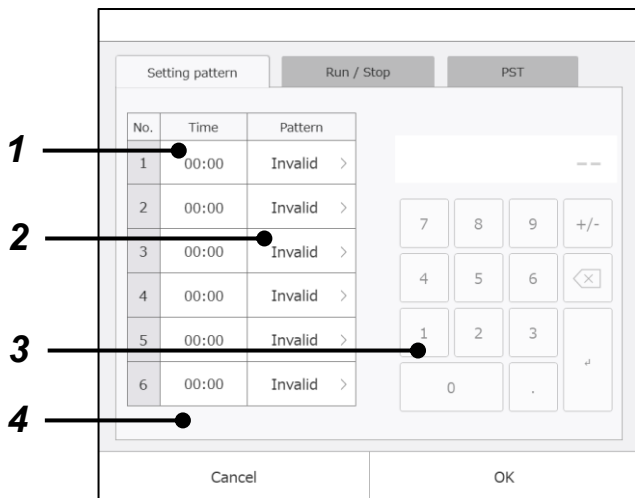 Setting pattern Run / Stop PST
No. Time Pattern
1 1 00:00 Invalid > --
2 00:00 Invalid > 7 8 9 +/-
2
3 00:00 Invalid >
4 00:00 Invalid > 4 5 6
5 00:00 Invalid > 1 2 3
3
6 00:00 Invalid > 0 .
4
Cancel OK